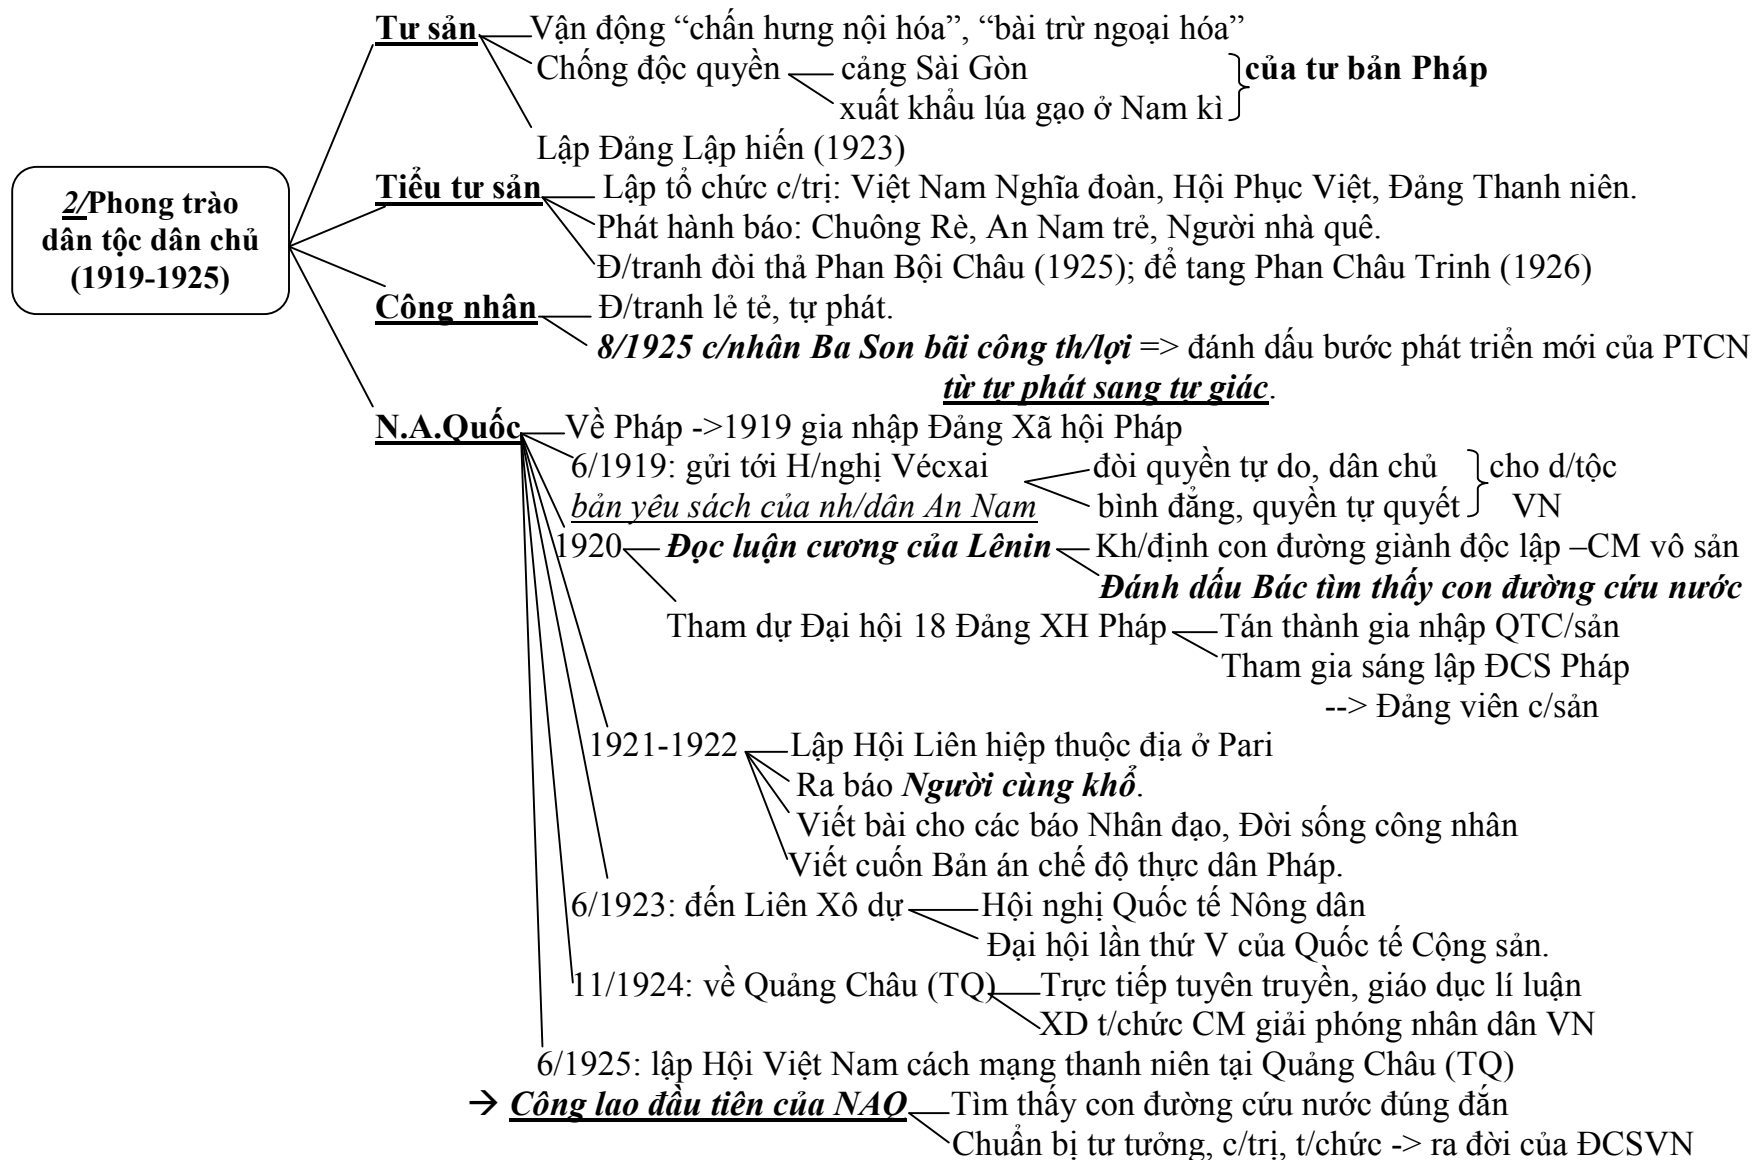 Tư sản Vận động “chấn hưng nội hóa”, “bài trừ ngoại hóa”
Chống độc quyền cảng Sài Gòn của tư bản Pháp
xuất khẩu lúa gạo ở Nam kì
Lập Đảng Lập hiến (1923)
2/Phong trào
dân tộc dân chủ
(1919-1925)
Tiểu tư sản Lập tổ chức c/trị: Việt Nam Nghĩa đoàn, Hội Phục Việt, Đảng Thanh niên.
Phát hành báo: Chuông Rè, An Nam trẻ, Người nhà quê.
Đ/tranh đòi thả Phan Bội Châu (1925); để tang Phan Châu Trinh (1926)
Công nhân Đ/tranh lẻ tẻ, tự phát.
8/1925 c/nhân Ba Son bãi công th/lợi => đánh dấu bước phát triển mới của PTCN
từ tự phát sang tự giác.
N.A.Quốc Về Pháp ->1919 gia nhập Đảng Xã hội Pháp
6/1919: gửi tới H/nghị Vécxai đòi quyền tự do, dân chủ cho d/tộc
bản yêu sách của nh/dân An Nam bình đẳng, quyền tự quyết VN
1920 Đọc luận cương của Lênin Kh/định con đường giành độc lập –CM vô sản
Đánh dấu Bác tìm thấy con đường cứu nước
Tham dự Đại hội 18 Đảng XH Pháp Tán thành gia nhập QTC/sản
Tham gia sáng lập ĐCS Pháp
--> Đảng viên c/sản
1921-1922 Lập Hội Liên hiệp thuộc địa ở Pari
Ra báo Người cùng khổ.
Viết bài cho các báo Nhân đạo, Đời sống công nhân
Viết cuốn Bản án chế độ thực dân Pháp.
6/1923: đến Liên Xô dự Hội nghị Quốc tế Nông dân
Đại hội lần thứ V của Quốc tế Cộng sản.
11/1924: về Quảng Châu (TQ) Trực tiếp tuyên truyền, giáo dục lí luận
XD t/chức CM giải phóng nhân dân VN
6/1925: lập Hội Việt Nam cách mạng thanh niên tại Quảng Châu (TQ)
→ Công lao đầu tiên của NAQ Tìm thấy con đường cứu nước đúng đắn
Chuẩn bị tư tưởng, c/trị, t/chức -> ra đời của ĐCSVN